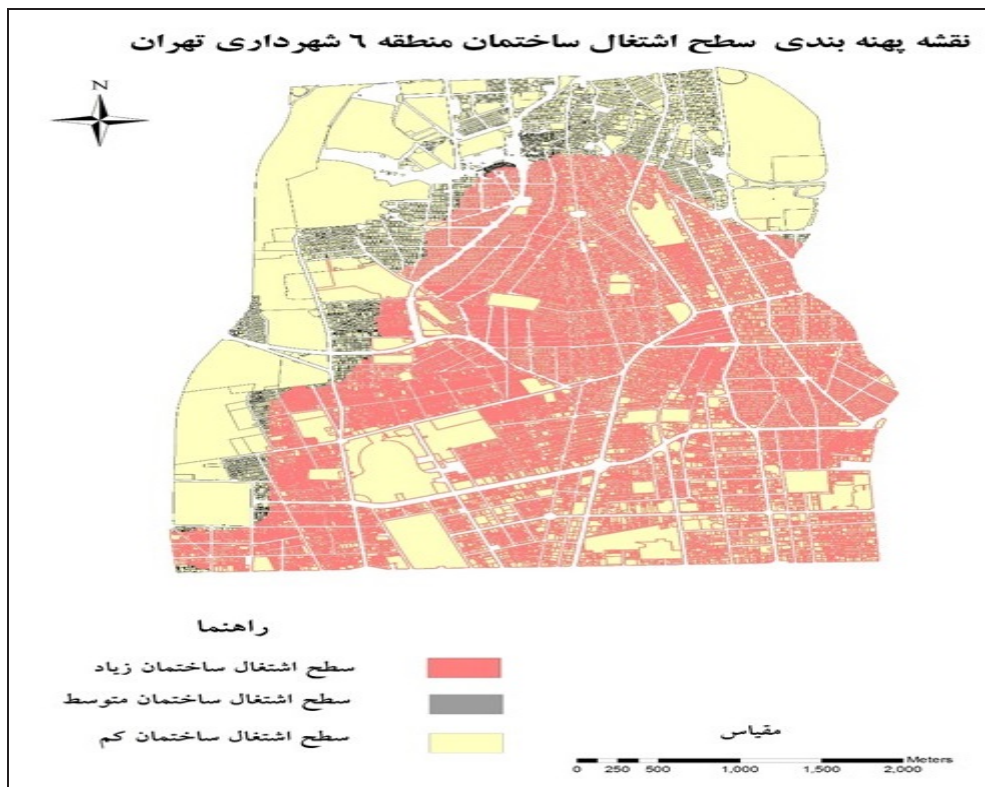 نقشه پهنه بندی سطح اشتغال ساختمان منطقه ٦ شهرداری تهران
N
راهنما
سطح اشتغال ساختمان زیاد
سطح اشتغال ساختمان متوسط
سطح اشتغال ساختمان کم
مقیاس
Meters
0 250 500 1,000 1,500 2,000